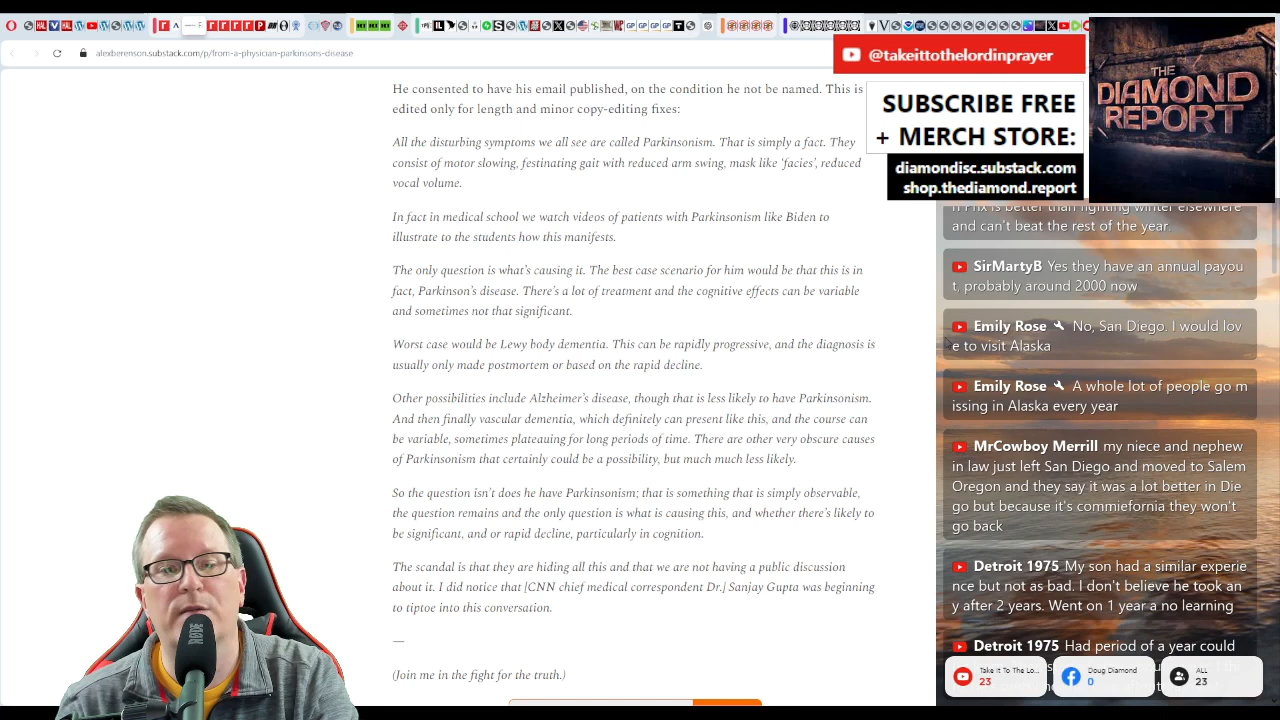 alexberenson.substack.com/p/from-a-physician-parkinsons-disease
@takeittothelordinprayer
SUBSCRIBE FREE
+ MERCH STORE:
diamondisc.substack.com
shop.thediamond.report
THE
DIAMOND
REPORT
He consented to have his email published, on the condition he not be named. This is
edited only for length and minor copy-editing fixes:
All the disturbing symptoms we all see are called Parkinsonism. That is simply a fact. They
consist of motor slowing, festinating gait with reduced arm swing, mask like 'facies', reduced
vocal volume.
In fact in medical school we watch videos of patients with Parkinsonism like Biden to
illustrate to the students how this manifests.
The only question is what's causing it. The best case scenario for him would be that this is in
fact, Parkinson's disease. There's a lot of treatment and the cognitive effects can be variable
and sometimes not that significant.
Worst case would be Lewy body dementia. This can be rapidly progressive, and the diagnosis is
usually only made postmortem or based on the rapid decline.
Other possibilities include Alzheimer's disease, though that is less likely to have Parkinsonism.
And then finally vascular dementia, which definitely can present like this, and the course can
be variable, sometimes plateauing for long periods of time. There are other very obscure causes
of Parkinsonism that certainly could be a possibility, but much much less likely.
So the question isn't does he have Parkinsonism; that is something that is simply observable,
the question remains and the only question is what is causing this, and whether there's likely to
be significant, and or rapid decline, particularly in cognition.
The scandal is that they are hiding all this and that we are not having a public discussion
about it. I did notice that [CNN chief medical correspondent Dr.] Sanjay Gupta was beginning
to tiptoe into this conversation.
—
(Join me in the fight for the truth.)
is better than fighting winter elsewhere
and can't beat the rest of the year.
SirMartyB Yes they have an annual payou
t, probably around 2000 now
Emily Rose No, San Diego. I would lov
e to visit Alaska
Emily Rose A whole lot of people go m
issing in Alaska every year
MrCowboy Merrill my niece and nephew
in law just left San Diego and moved to Salem
Oregon and they say it was a lot better in Die
go but because it's commiefornia they won't
go back
Detroit 1975 My son had a similar experie
nce but not as bad. I don't believe he took an
y after 2 years. Went on 1 year a no learning
Detroit 1975 Had period of a year could
Take It To The Lo...
23
Doug Diamond
0
ALL
23